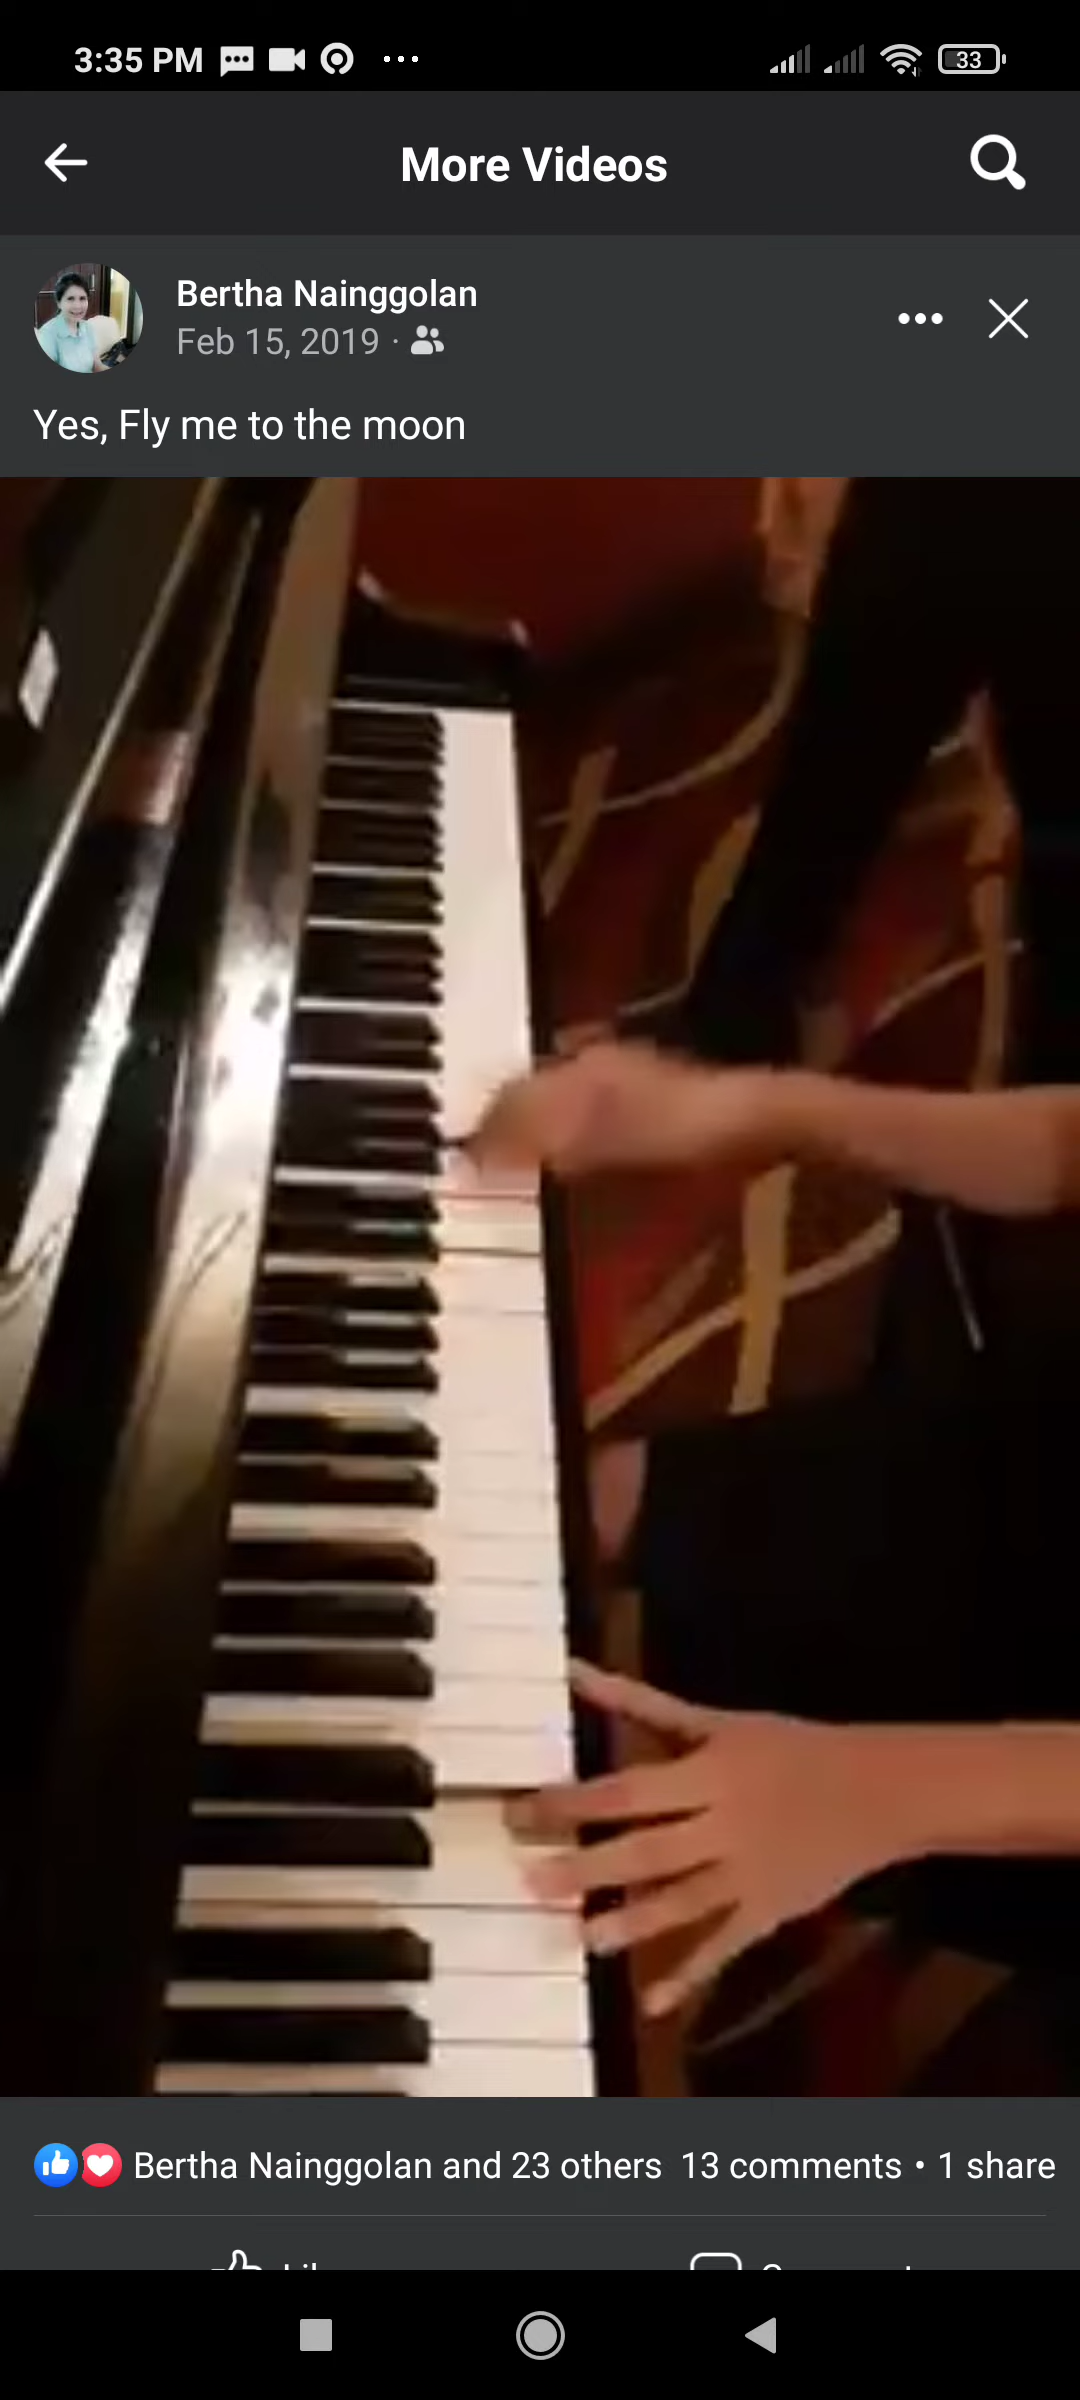 3:35 PM
33
More Videos
Bertha Nainggolan
Feb 15, 2019 ·
Yes, Fly me to the moon
Bertha Nainggolan and 23 others 13 comments • 1 share